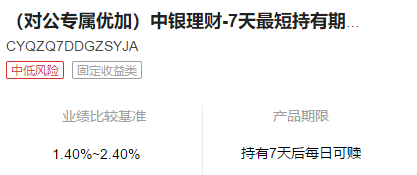 （对公专属优加）中银理财-7天最短持有期...
CYQZQ7DDGZSYJA
中低风险 固定收益类
业绩比较基准 产品期限
1.40%~2.40% 持有7天后每日可赎